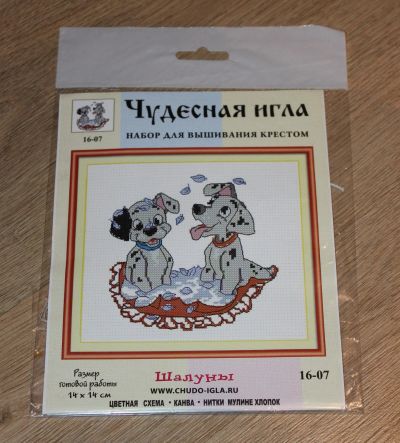 Чудесная игла
НАБОР ДЛЯ ВЫШИВАНИЯ КРЕСТОМ
16-07
Размер
готовой работы
14 х 14 см
Шалуны
16-07
WWW.CHUDO-IGLA.RU
ЦВЕТНАЯ СХЕМА • КАНВА • НИТКИ МУЛИНЕ ХЛОПОК